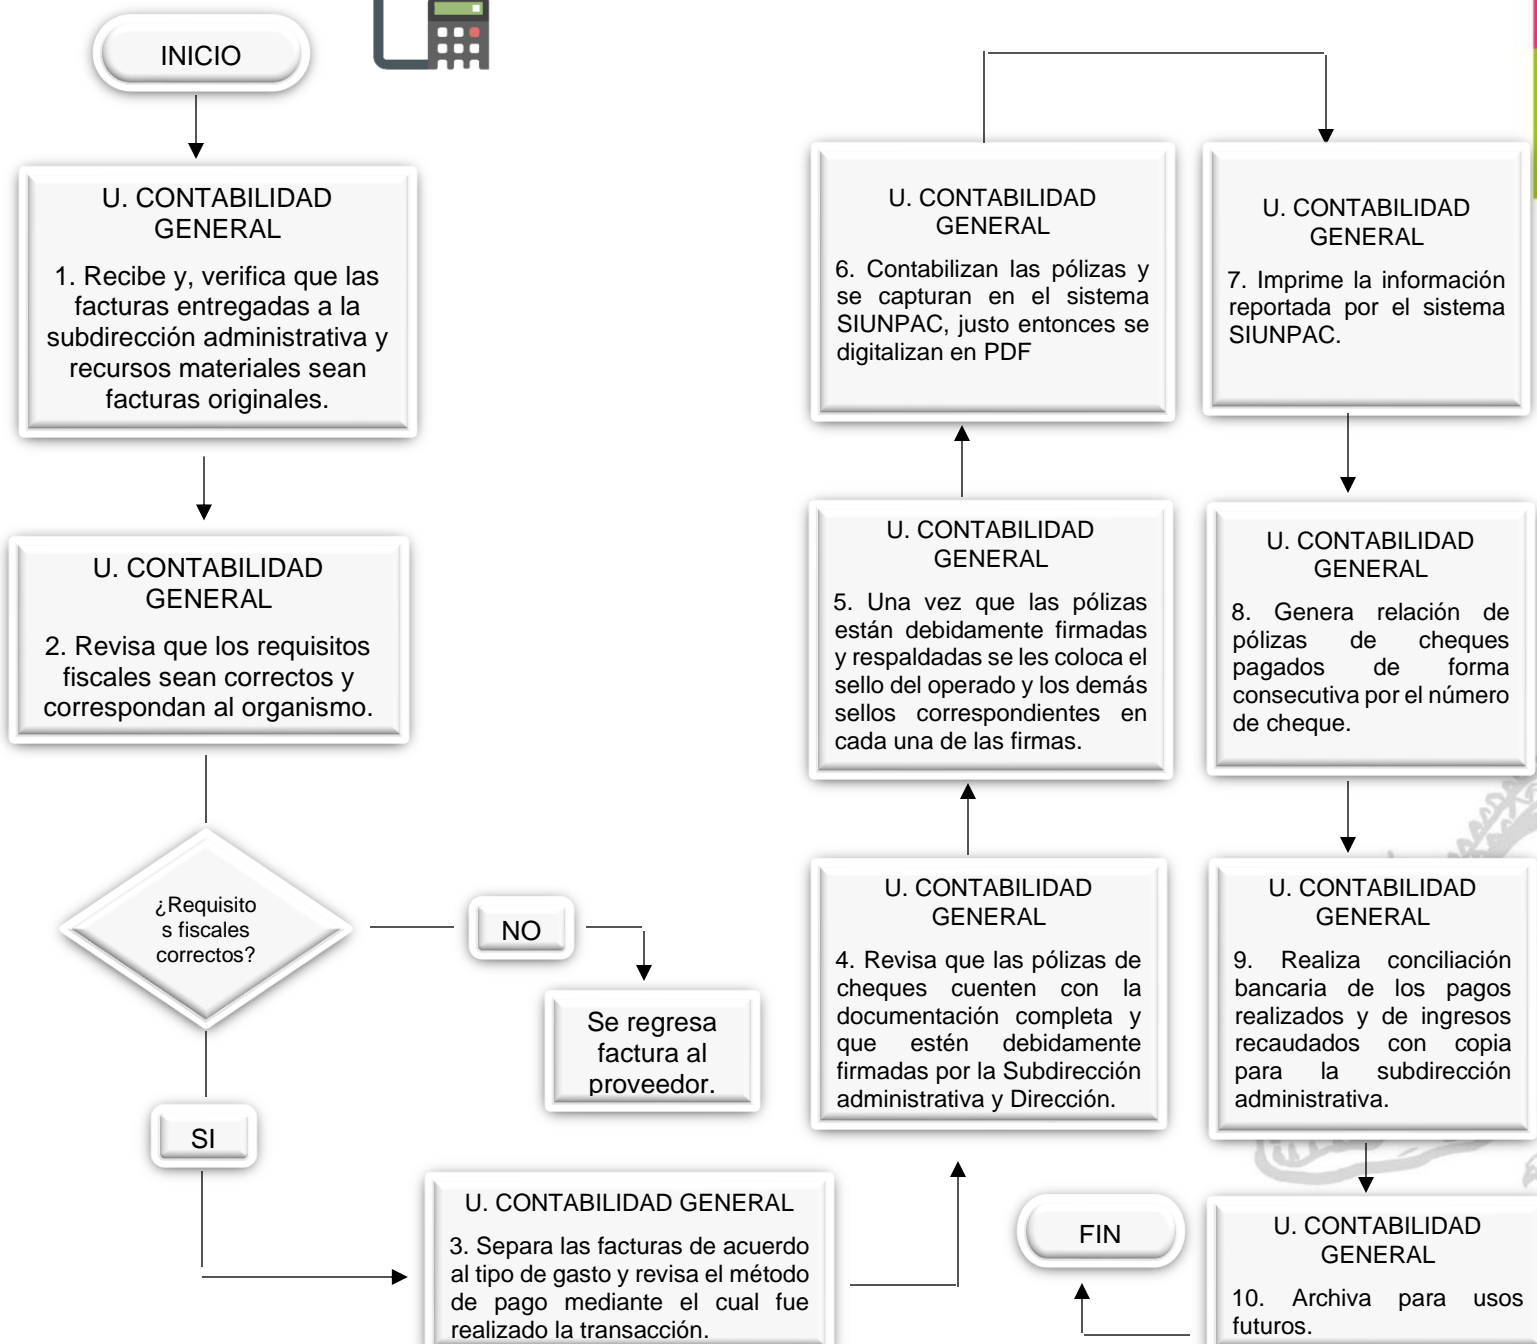 INICIO
U. CONTABILIDAD
GENERAL
1. Recibe y, verifica que las
facturas entregadas a la
subdirección administrativa y
recursos materiales sean
facturas originales.
U. CONTABILIDAD
GENERAL
2. Revisa que los requisitos
fiscales sean correctos y
correspondan al organismo.
¿Requisito
s fiscales
correctos?
NO
Se regresa
factura al
proveedor.
SI
U. CONTABILIDAD GENERAL
3. Separa las facturas de acuerdo
al tipo de gasto y revisa el método
de pago mediante el cual fue
realizado la transacción.
U. CONTABILIDAD
GENERAL
4. Revisa que las pólizas de
cheques cuenten con la
documentación completa y
que estén debidamente
firmadas por la Subdirección
administrativa y Dirección.
U. CONTABILIDAD
GENERAL
5. Una vez que las pólizas
están debidamente firmadas
y respaldadas se les coloca el
sello del operado y los demás
sellos correspondientes en
cada una de las firmas.
U. CONTABILIDAD
GENERAL
6. Contabilizan las pólizas y
se capturan en el sistema
SIUNPAC, justo entonces se
digitalizan en PDF
U. CONTABILIDAD
GENERAL
7. Imprime la información
reportada por el sistema
SIUNPAC.
U. CONTABILIDAD
GENERAL
8. Genera relación de
pólizas de cheques
pagados de forma
consecutiva por el número
de cheque.
U. CONTABILIDAD
GENERAL
9. Realiza conciliación
bancaria de los pagos
realizados y de ingresos
recaudados con copia
para la subdirección
administrativa.
U. CONTABILIDAD
GENERAL
10. Archiva para usos
futuros.
FIN